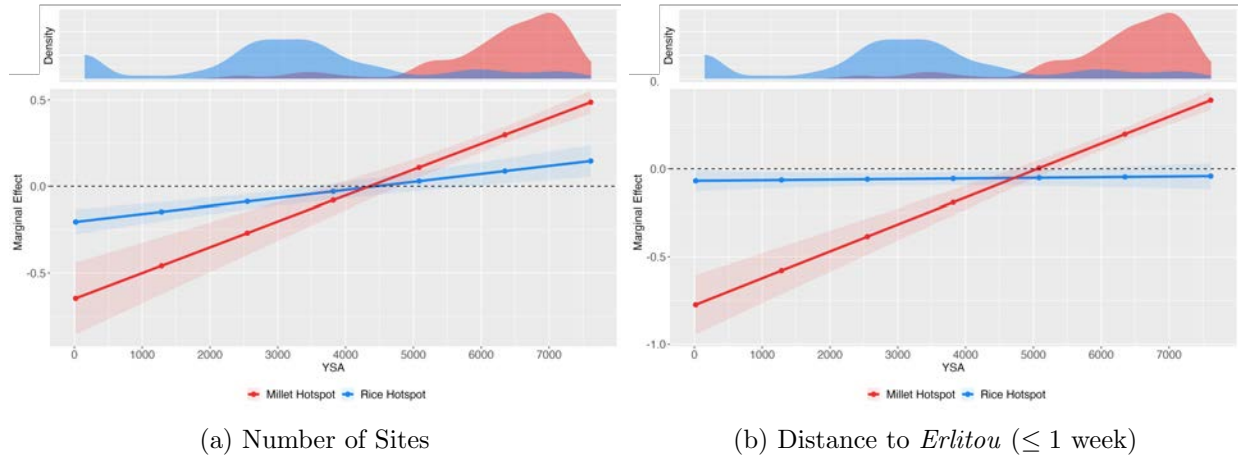 Density
0.5
0.0
-0.5
Marginal Effect
0 1000 2000 3000 4000 5000 6000 7000
YSA
Millet Hotspot Rice Hotspot
(a) Number of Sites
Density
0.
0.0
-0.5
-1.0
Marginal Effect
0 1000 2000 3000 4000 5000 6000 7000
YSA
Millet Hotspot Rice Hotspot
(b) Distance to Erlitou (≤ 1 week)